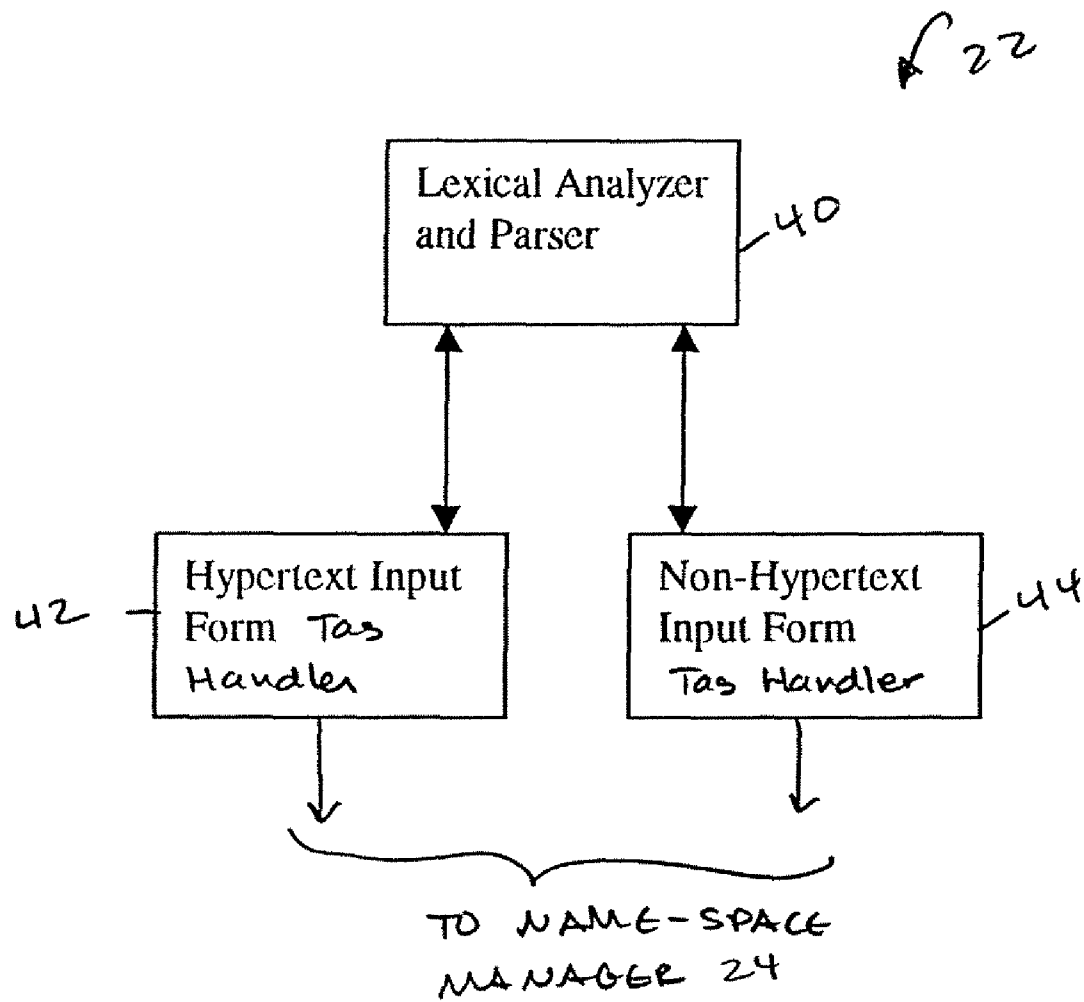 22
Lexical Analyzer
and Parser
40
Hypertext Input
Form Tag
Handler
42
Non-Hypertext
Input Form
Tag Handler
44
TO NAME-SPACE
MANAGER 24